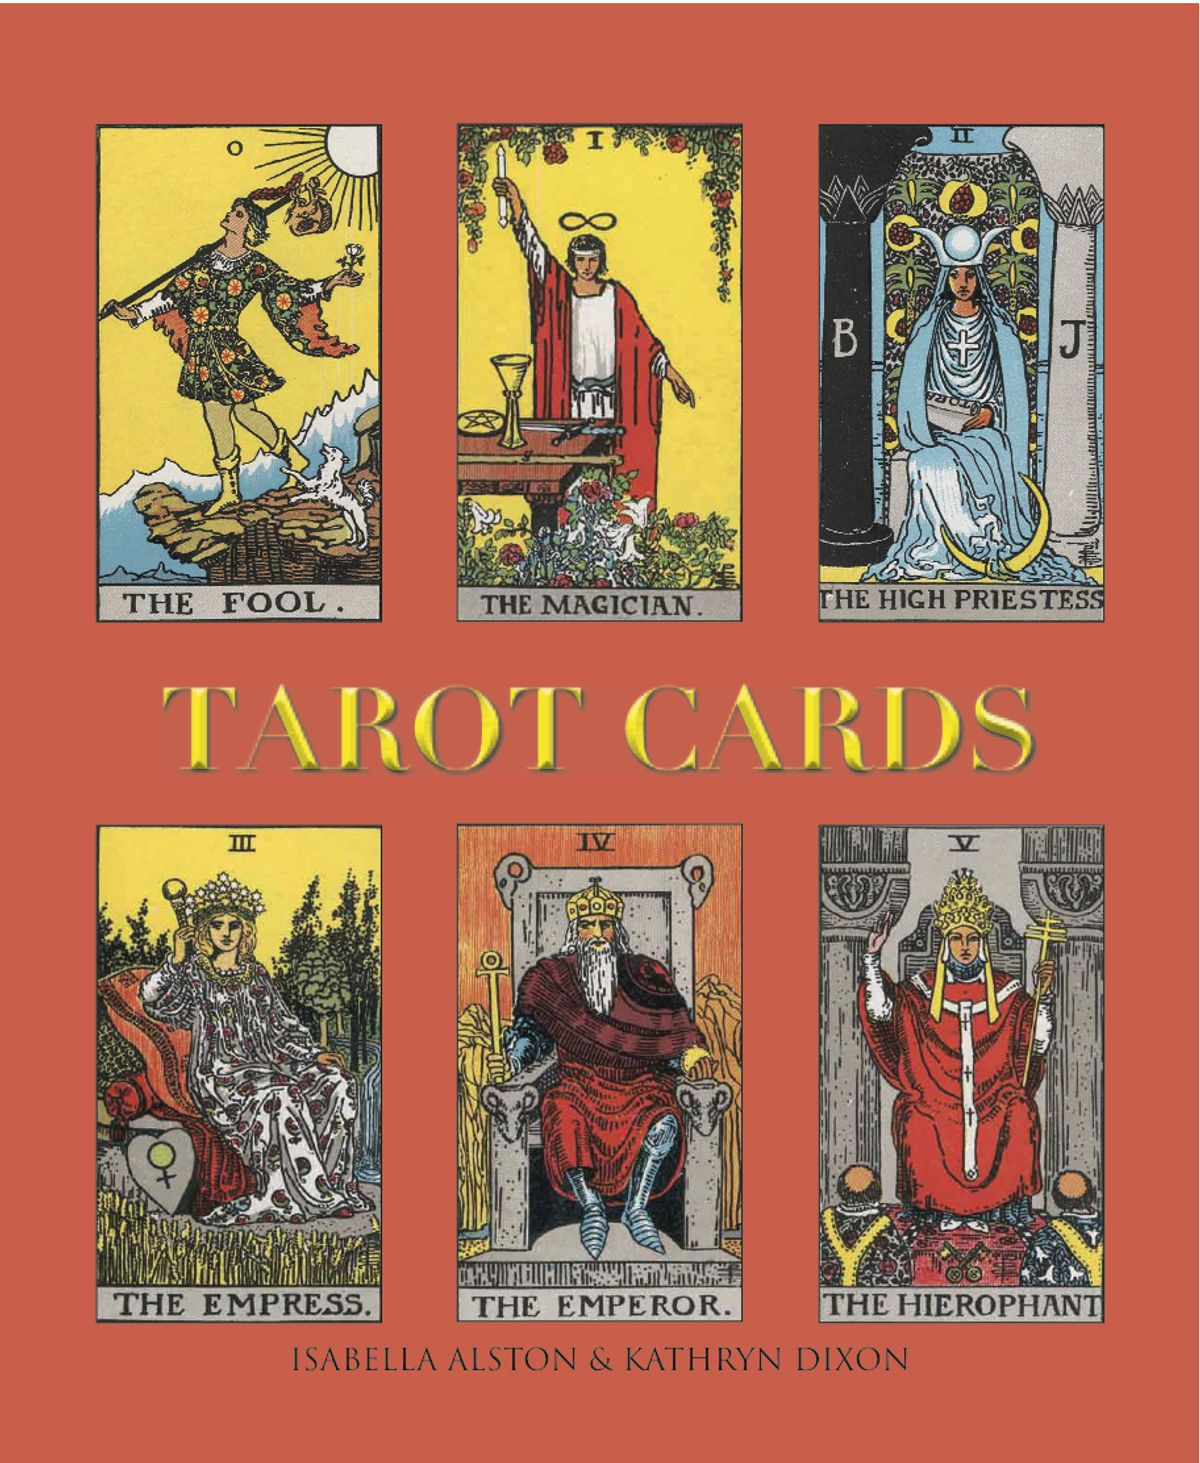 0
I
II
B
J
THE FOOL.
THE MAGICIAN.
THE HIGH PRIESTESS
TAROT CARDS
III
IV
V
THE EMPRESS.
THE EMPEROR.
THE HIEROPHANT
ISABELLA ALSTON & KATHRYN DIXON